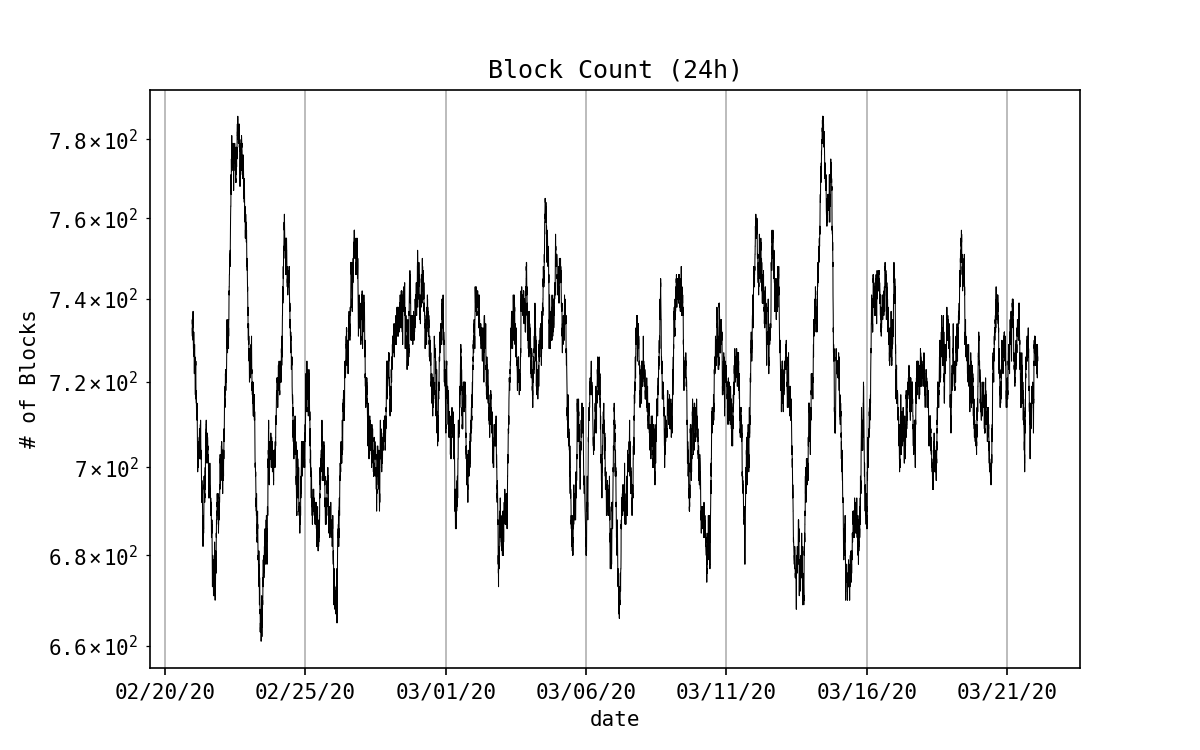 Block Count (24h)
# of Blocks
7.8×10²
7.6×10²
7.4×10²
7.2×10²
7×10²
6.8×10²
6.6×10²
02/20/20 02/25/20 03/01/20 03/06/20 03/11/20 03/16/20 03/21/20
date